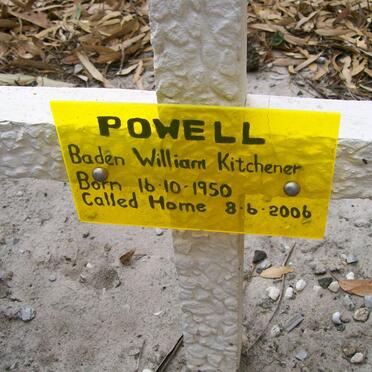 POWELL
Baden William Kitchener
Born 16-10-1950
Called Home 8-6-2006